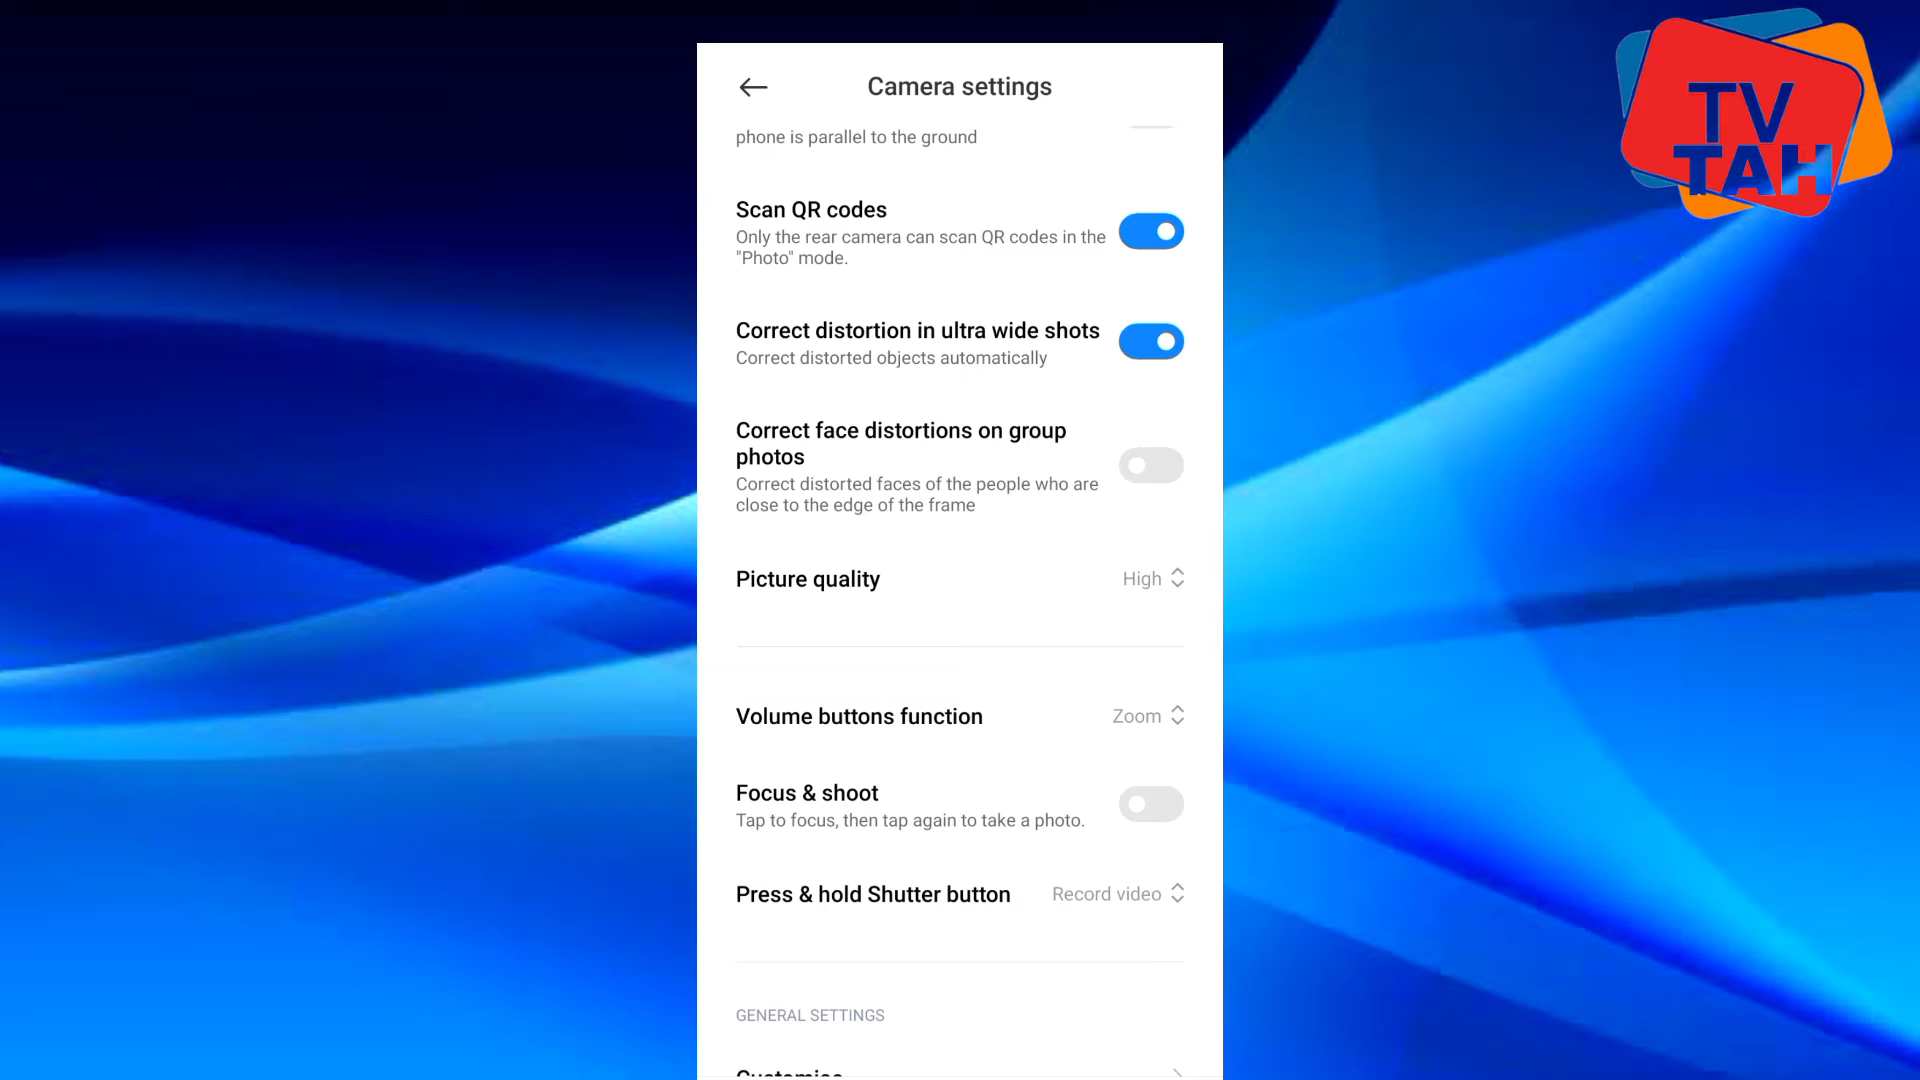 TV
TAH
Camera settings
phone is parallel to the ground
Scan QR codes
Only the rear camera can scan QR codes in the
"Photo" mode.
Correct distortion in ultra wide shots
Correct distorted objects automatically
Correct face distortions on group
photos
Correct distorted faces of the people who are
close to the edge of the frame
Picture quality
High
Volume buttons function
Zoom
Focus & shoot
Tap to focus, then tap again to take a photo.
Press & hold Shutter button
Record video
GENERAL SETTINGS